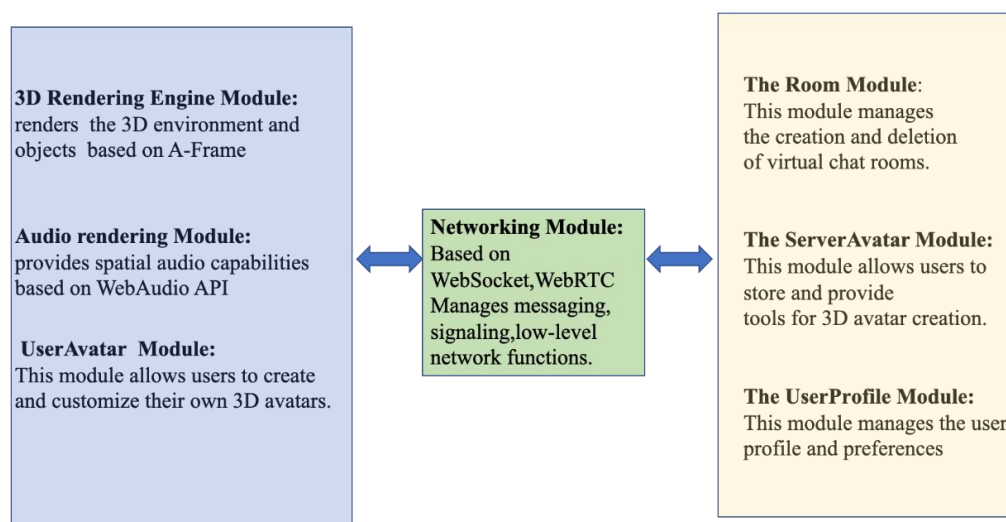 3D Rendering Engine Module:
renders the 3D environment and
objects based on A-Frame
Audio rendering Module:
provides spatial audio capabilities
based on WebAudio API
UserAvatar Module:
This module allows users to create
and customize their own 3D avatars.
Networking Module:
Based on
WebSocket,WebRTC
Manages messaging,
signaling,low-level
network functions.
The Room Module:
This module manages
the creation and deletion
of virtual chat rooms.
The ServerAvatar Module:
This module allows users to
store and provide
tools for 3D avatar creation.
The UserProfile Module:
This module manages the user
profile and preferences